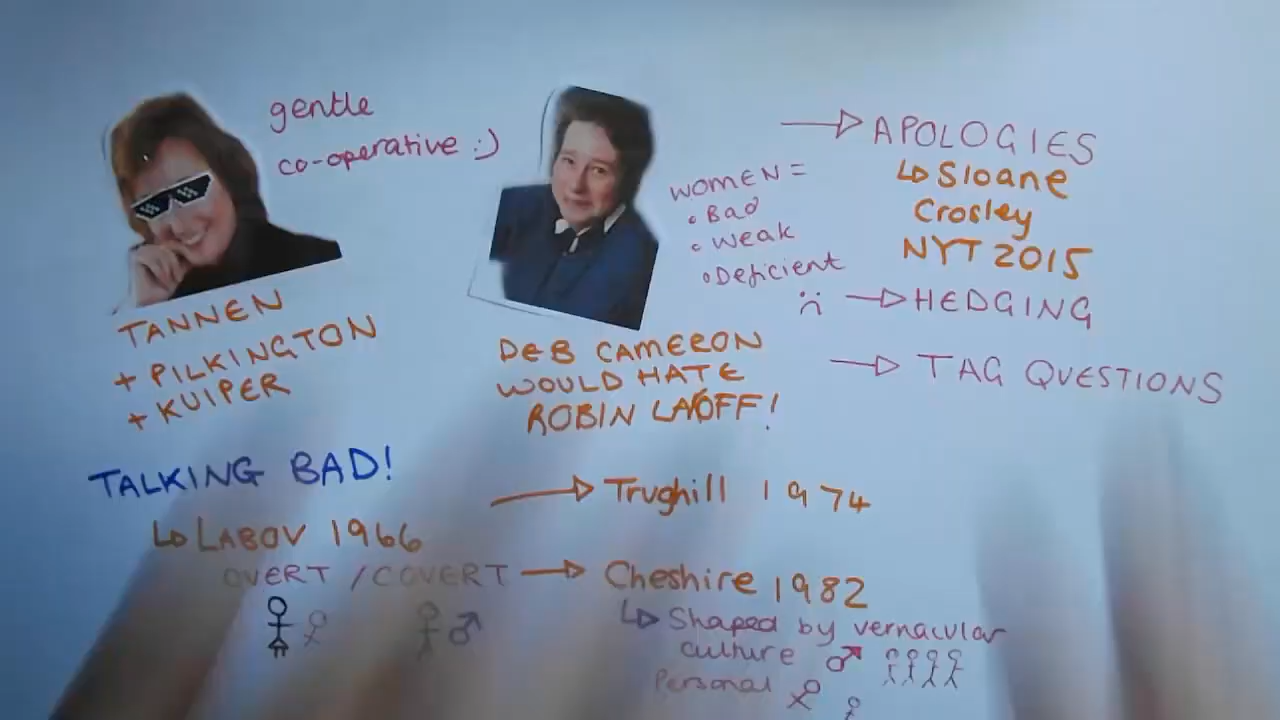 gentle
co-operative :)
TANNEN
+ PILKINGTON
+ KUIPER
WOMEN =
• Bad
• Weak
• Deficient
:(
DEB CAMERON
WOULD HATE
ROBIN LAKOFF!
→ APOLOGIES
↳ Sloane
Crosley
NYT 2015
→ HEDGING
→ TAG QUESTIONS
TALKING BAD!
↳ LABOV 1966
OVERT / COVERT
→ Trughill 1974
→ Cheshire 1982
↳ Shaped by vernacular
culture ♂
Personal